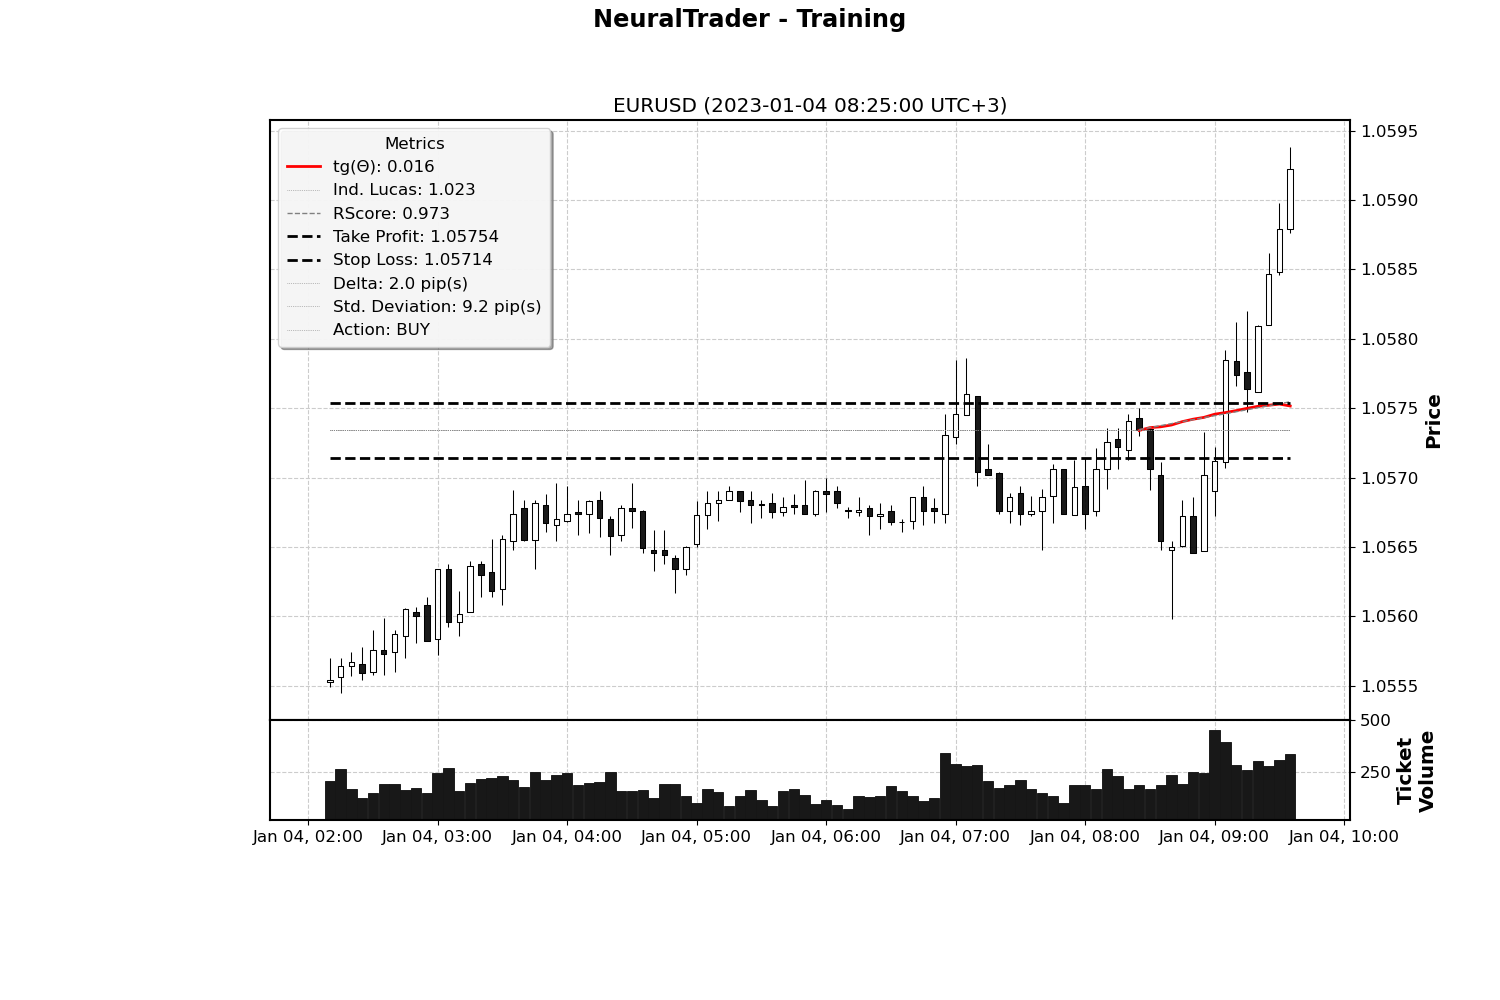 NeuralTrader - Training
EURUSD (2023-01-04 08:25:00 UTC+3)
Metrics
tg(Θ): 0.016
Ind. Lucas: 1.023
RScore: 0.973
Take Profit: 1.05754
Stop Loss: 1.05714
Delta: 2.0 pip(s)
Std. Deviation: 9.2 pip(s)
Action: BUY
1.0595
1.0590
1.0585
1.0580
1.0575
1.0570
1.0565
1.0560
1.0555
Price
500
250
Ticket
Volume
Jan 04, 02:00
Jan 04, 03:00
Jan 04, 04:00
Jan 04, 05:00
Jan 04, 06:00
Jan 04, 07:00
Jan 04, 08:00
Jan 04, 09:00
Jan 04, 10:00